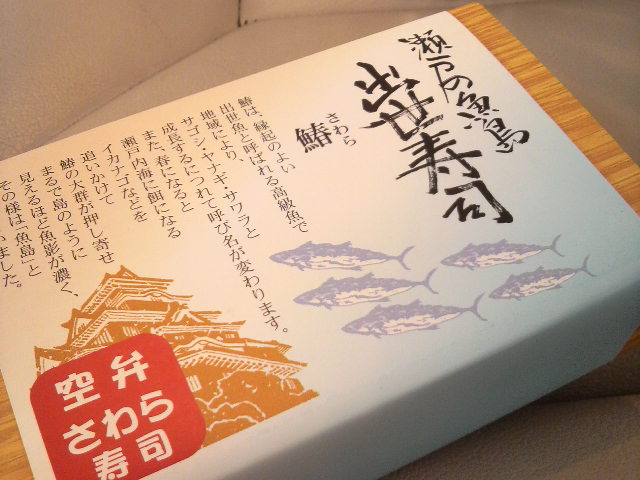 瀬戸の魚島
出世寿司
さわら
鰆
鰆は、縁起のよい
出世魚と呼ばれる高級魚で
地域により、
サゴシ・ヤナギ・サワラと
成長するにつれて呼び名が変わります。
また、春になると
瀬戸内海に餌になる
イカナゴなどを
追いかけて
鰆の大群が押し寄せ
まるで島のように
見えるほど魚影が濃く、
その様は「魚島」と
いました。
空弁
さわら
寿司